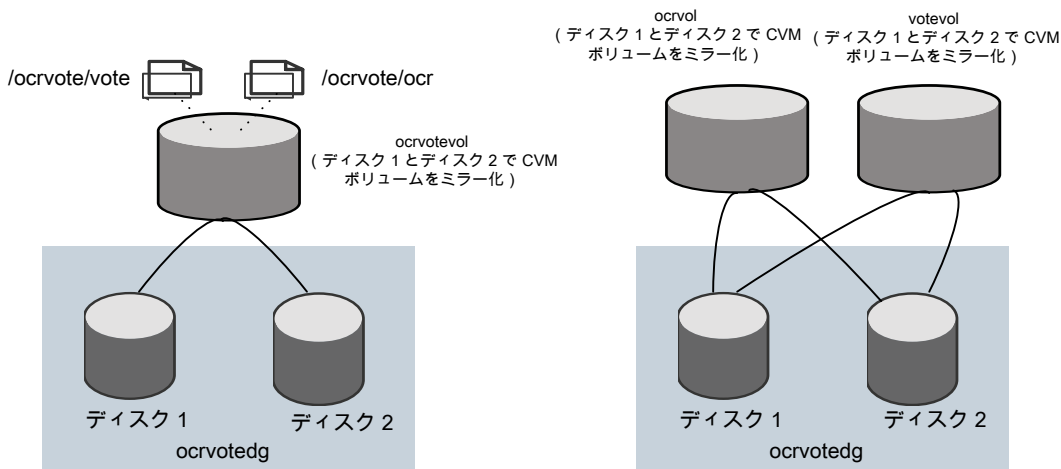 /ocrvote/vote
/ocrvote/ocr
ocrvotevol
( ディスク 1 とディスク 2 で CVM
ボリュームをミラー化 )
ディスク 1
ディスク 2
ocrvotedg
ocrvol
( ディスク 1 とディスク 2 で CVM
ボリュームをミラー化 )
votevol
( ディスク 1 とディスク 2 で CVM
ボリュームをミラー化 )
ディスク 1
ディスク 2
ocrvotedg